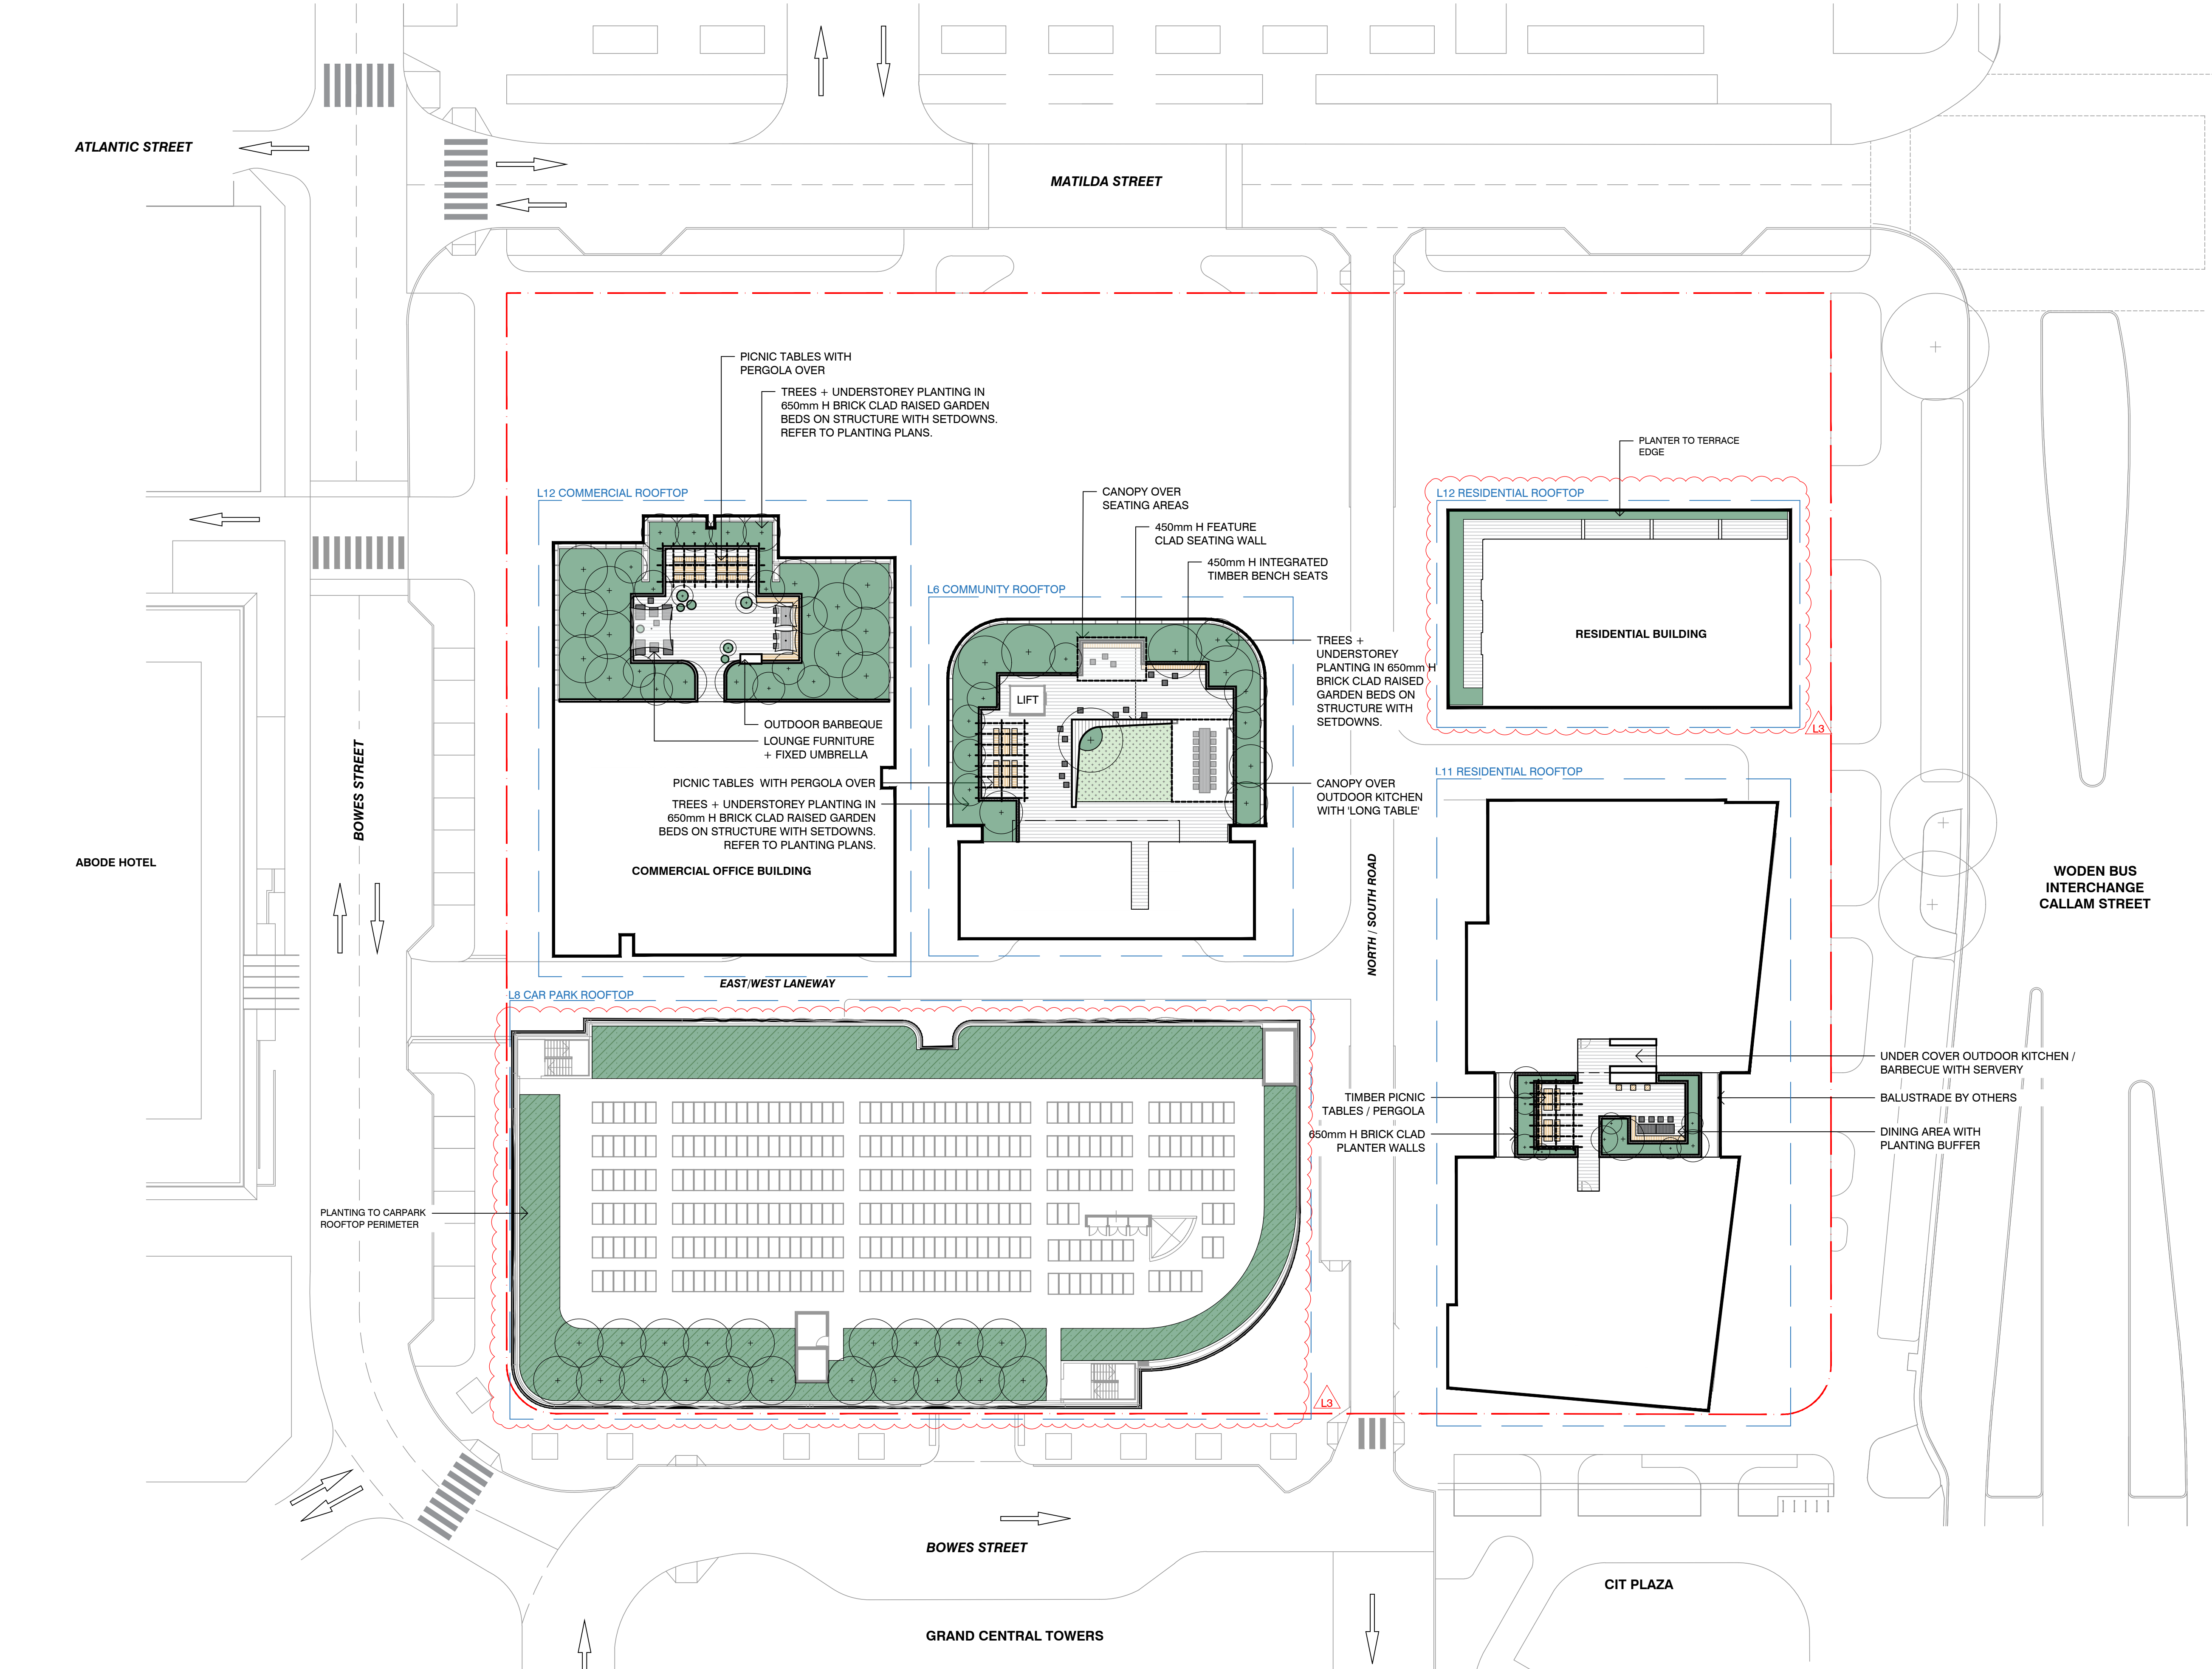 ATLANTIC STREET
MATILDA STREET
PICNIC TABLES WITH
PERGOLA OVER
TREES + UNDERSTOREY PLANTING IN
650mm H BRICK CLAD RAISED GARDEN
BEDS ON STRUCTURE WITH SETDOWNS.
REFER TO PLANTING PLANS.
PLANTER TO TERRACE
EDGE
L12 COMMERCIAL ROOFTOP
CANOPY OVER
SEATING AREAS
L12 RESIDENTIAL ROOFTOP
450mm H FEATURE
CLAD SEATING WALL
450mm H INTEGRATED
TIMBER BENCH SEATS
L6 COMMUNITY ROOFTOP
RESIDENTIAL BUILDING
TREES +
UNDERSTOREY
PLANTING IN 650mm H
BRICK CLAD RAISED
GARDEN BEDS ON
STRUCTURE WITH
SETDOWNS.
LIFT
L3
OUTDOOR BARBEQUE
LOUNGE FURNITURE
+ FIXED UMBRELLA
L11 RESIDENTIAL ROOFTOP
PICNIC TABLES WITH PERGOLA OVER
CANOPY OVER
OUTDOOR KITCHEN
WITH 'LONG TABLE'
TREES + UNDERSTOREY PLANTING IN
650mm H BRICK CLAD RAISED GARDEN
BEDS ON STRUCTURE WITH SETDOWNS.
REFER TO PLANTING PLANS.
BOWES STREET
ABODE HOTEL
COMMERCIAL OFFICE BUILDING
NORTH / SOUTH ROAD
WODEN BUS
INTERCHANGE
CALLAM STREET
EAST/WEST LANEWAY
L8 CAR PARK ROOFTOP
UNDER COVER OUTDOOR KITCHEN /
BARBECUE WITH SERVERY
TIMBER PICNIC
TABLES / PERGOLA
BALUSTRADE BY OTHERS
650mm H BRICK CLAD
PLANTER WALLS
DINING AREA WITH
PLANTING BUFFER
PLANTING TO CARPARK
ROOFTOP PERIMETER
L3
BOWES STREET
CIT PLAZA
GRAND CENTRAL TOWERS